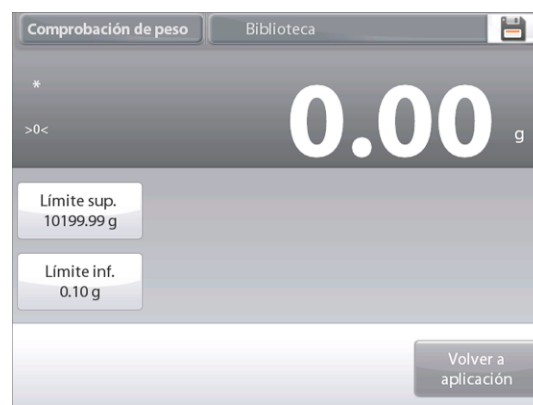 Comprobación de peso
Biblioteca
*
>0<
0.00 g
Límite sup.
10199.99 g
Límite inf.
0.10 g
Volver a
aplicación